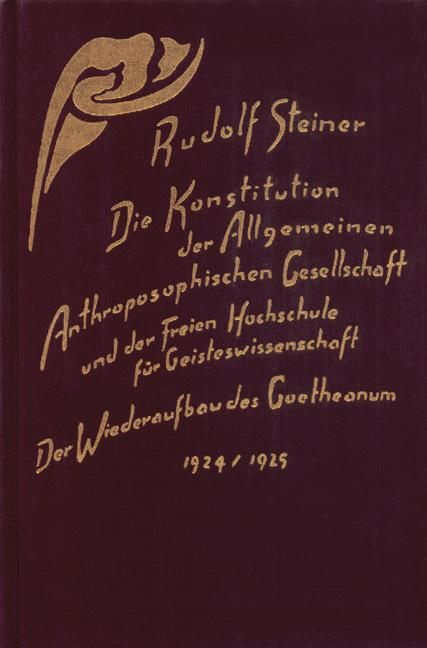 Rudolf Steiner
Die Konstitution
der Allgemeinen
Anthroposophischen Gesellschaft
und der Freien Hochschule
für Geisteswissenschaft
Der Wiederaufbau des Goetheanum
1924/1925